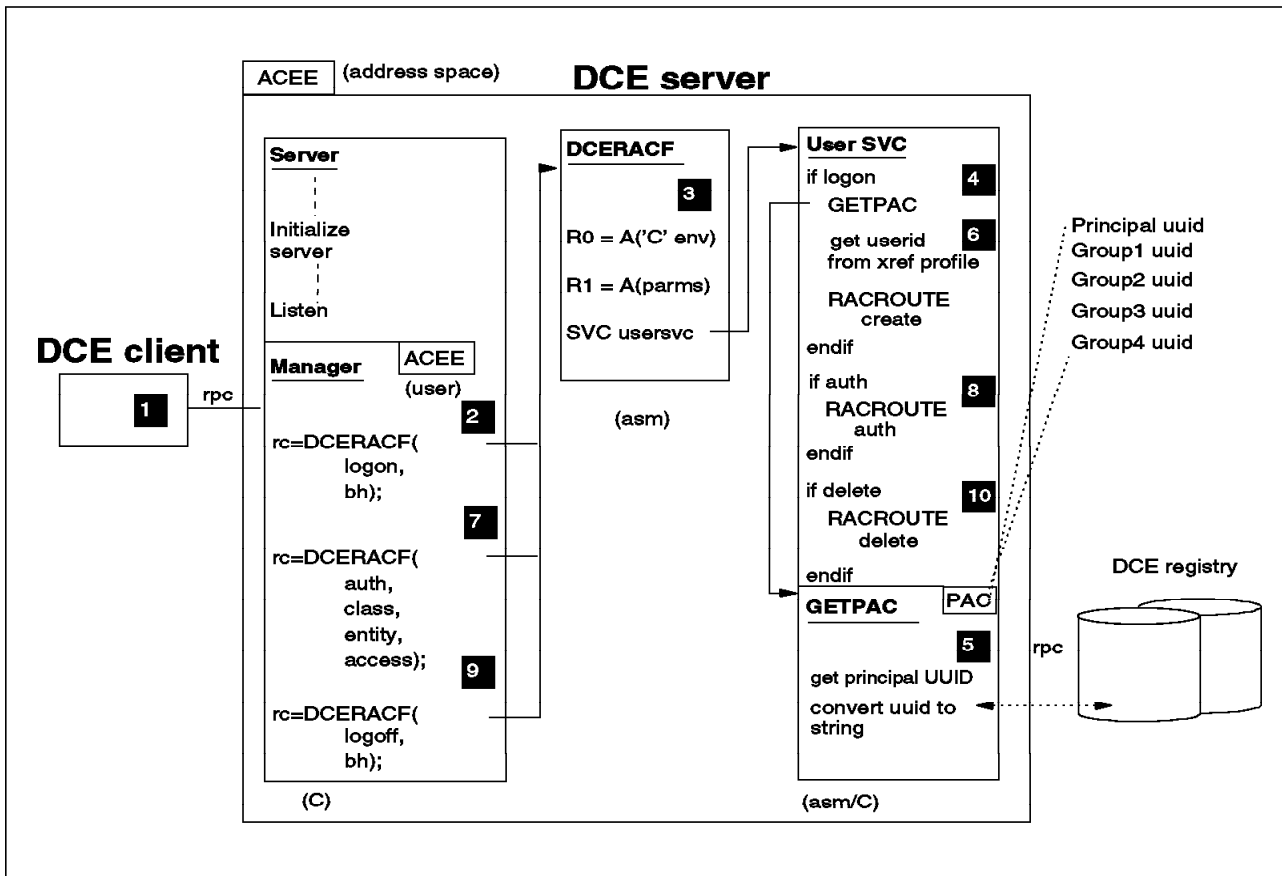 ACEE
(address space)
DCE server
Server
Initialize
server
Listen
DCE client
1
rpc
Manager
ACEE
(user)
2
rc=DCERACF(
logon,
bh);
7
rc=DCERACF(
auth,
class,
entity,
access);
9
rc=DCERACF(
logoff,
bh);
(C)
DCERACF
3
R0 = A('C' env)
R1 = A(parms)
SVC usersvc
(asm)
User SVC
if logon
4
GETPAC
6
get userid
from xref profile
RACROUTE
create
endif
if auth
8
RACROUTE
auth
endif
if delete
10
RACROUTE
delete
endif
PAC
GETPAC
5
get principal UUID
convert uuid to
string
(asm/C)
Principal uuid
Group1 uuid
Group2 uuid
Group3 uuid
Group4 uuid
DCE registry
rpc